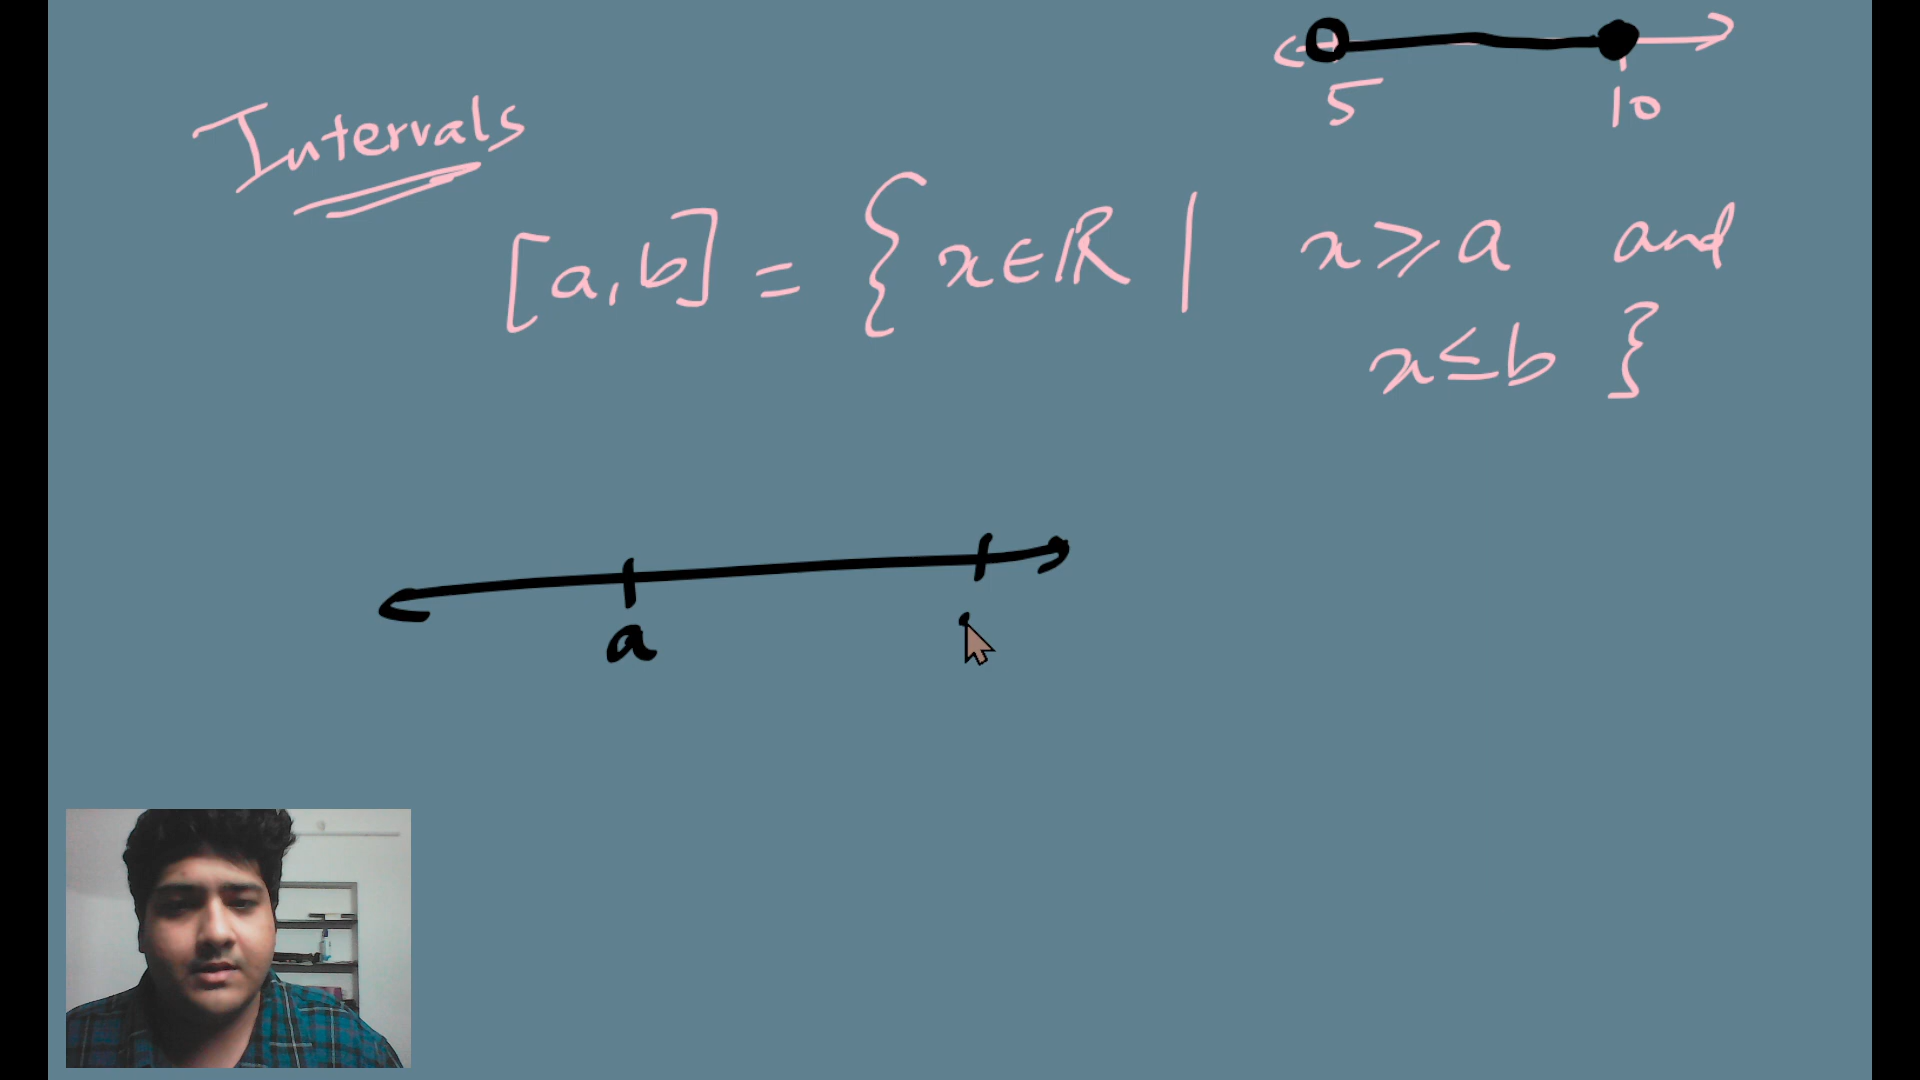 5 10
Intervals
[a,b] = { x∈ℝ | x ⩾ a and
x ≤ b }
a